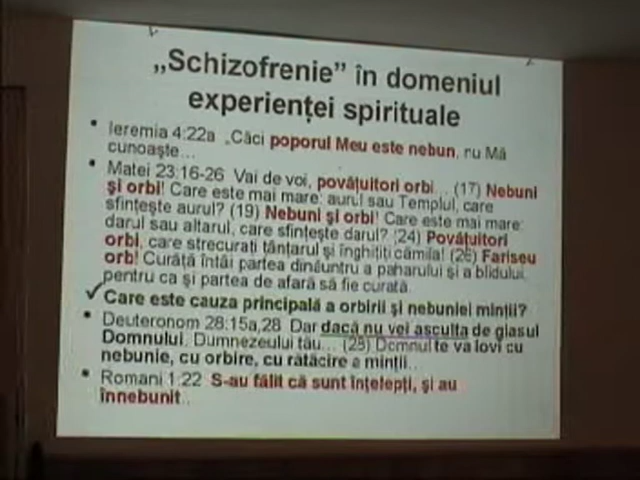 „Schizofrenie” în domeniul
experienţei spirituale
• Ieremia 4:22a „Căci poporul Meu este nebun, nu Mă
cunoaşte...
• Matei 23:16-26 Vai de voi, povăţuitori orbi... (17) Nebuni
şi orbi! Care este mai mare: aurul sau Templul, care
sfinţeşte aurul? (19) Nebuni şi orbi! Care este mai mare:
darul sau altarul, care sfinţeşte darul? (24) Povăţuitori
orbi, care strecuraţi ţânţarul şi înghiţiţi cămila! (26) Fariseu
orb! Curăţă întâi partea dinăuntru a paharului şi a blidului,
pentru ca şi partea de afară să fie curată.
✓ Care este cauza principală a orbirii şi nebuniei minţii?
• Deuteronom 28:15a,28 Dar dacă nu vei asculta de glasul
Domnului, Dumnezeului tău... (28) Domnul te va lovi cu
nebunie, cu orbire, cu rătăcire a minţii...
• Romani 1:22 S-au fălit că sunt înţelepţi, şi au
înnebunit...